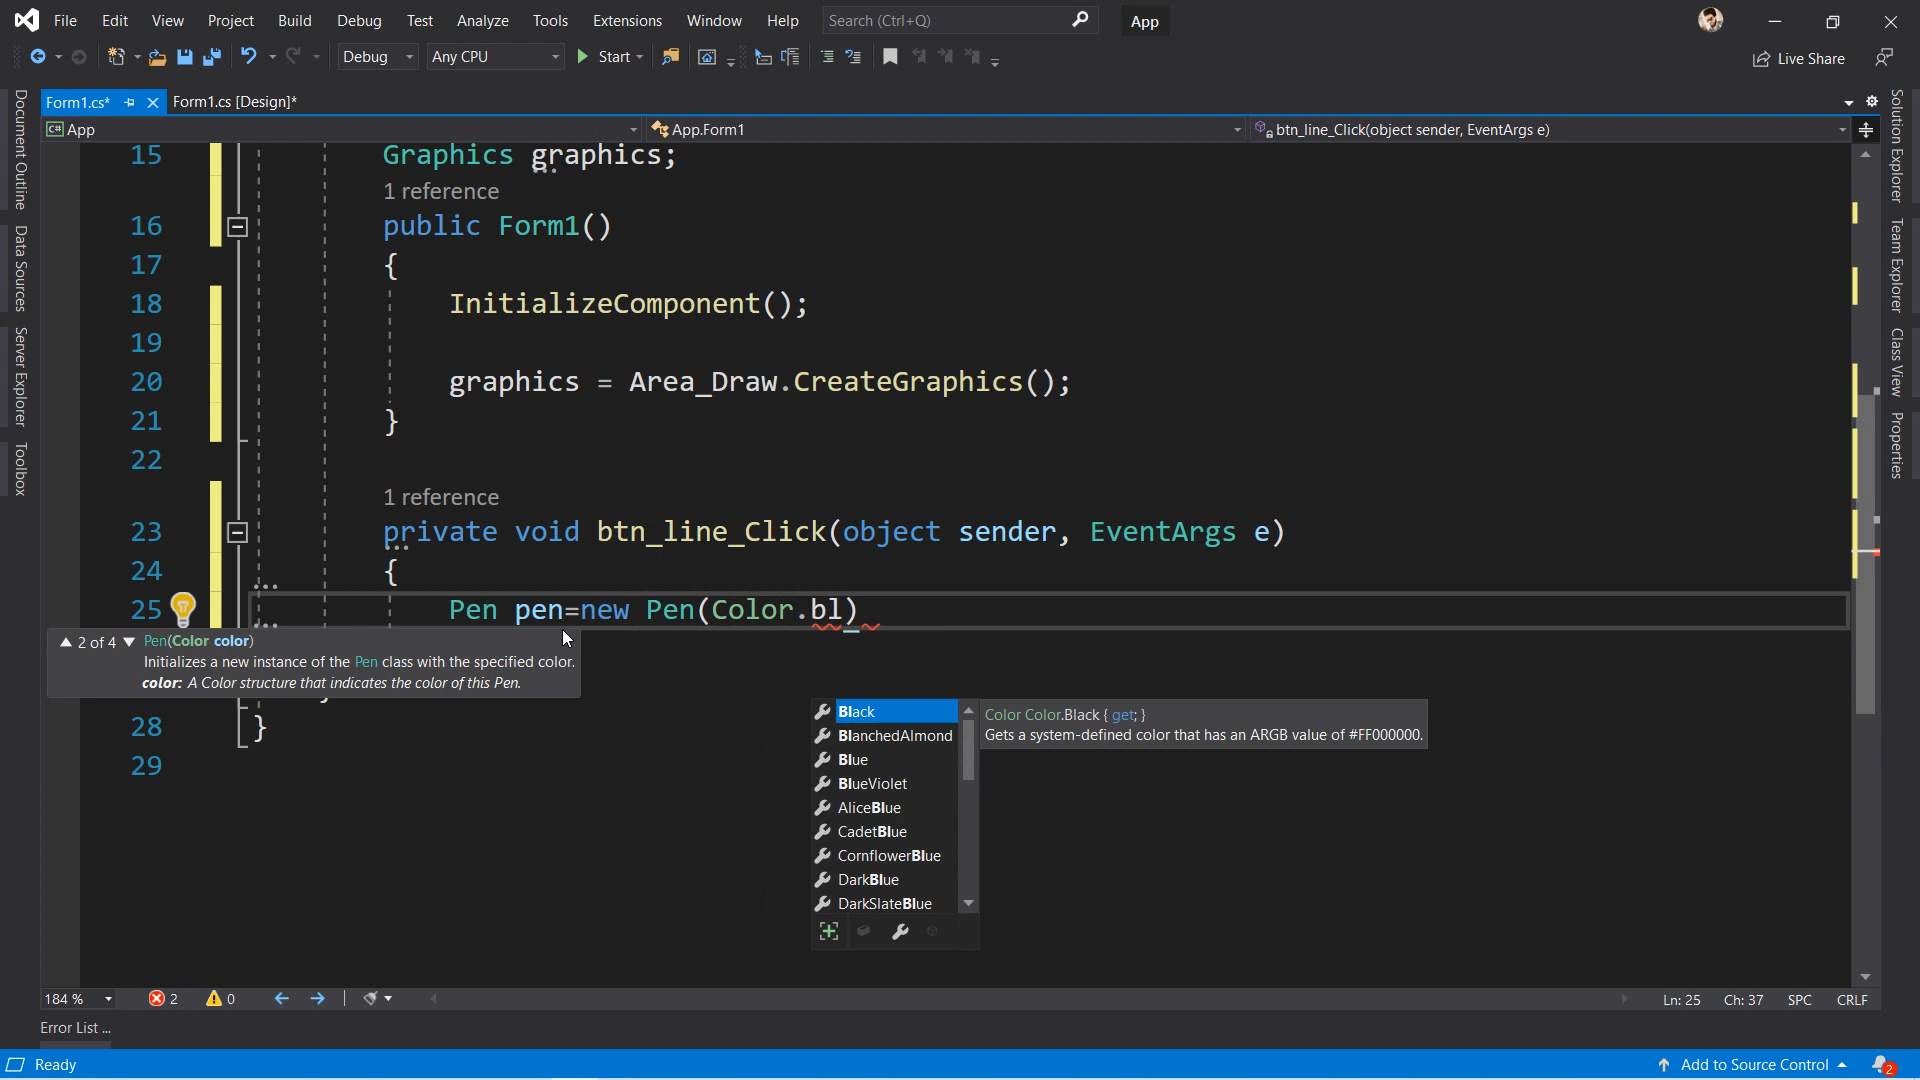 File Edit View Project Build Debug Test Analyze Tools Extensions Window Help Search (Ctrl+Q) App
Debug Any CPU Start Live Share
Form1.cs* Form1.cs [Design]*
C# App App.Form1 btn_line_Click(object sender, EventArgs e)
Document Outline
Data Sources
Server Explorer
Toolbox
15 Graphics graphics;
1 reference
16 public Form1()
17 {
18 InitializeComponent();
19
20 graphics = Area_Draw.CreateGraphics();
21 }
22
1 reference
23 private void btn_line_Click(object sender, EventArgs e)
24 {
25 Pen pen=new Pen(Color.bl)
2 of 4 Pen(Color color)
Initializes a new instance of the Pen class with the specified color.
color: A Color structure that indicates the color of this Pen.
28 }
29
Black
BlanchedAlmond
Blue
BlueViolet
AliceBlue
CadetBlue
CornflowerBlue
DarkBlue
DarkSlateBlue
Color Color.Black { get; }
Gets a system-defined color that has an ARGB value of #FF000000.
Solution Explorer
Team Explorer
Class View
Properties
184 % 2 0 Ln: 25 Ch: 37 SPC CRLF
Error List ...
Ready Add to Source Control 2